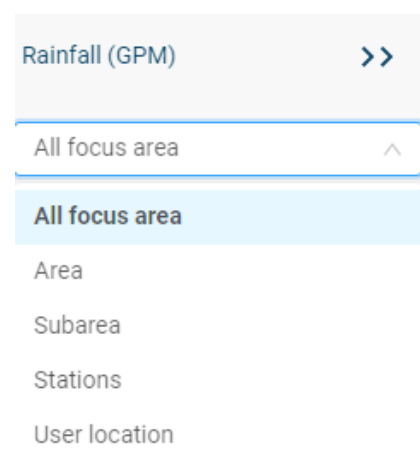 Rainfall (GPM) >>
All focus area
All focus area
Area
Subarea
Stations
User location